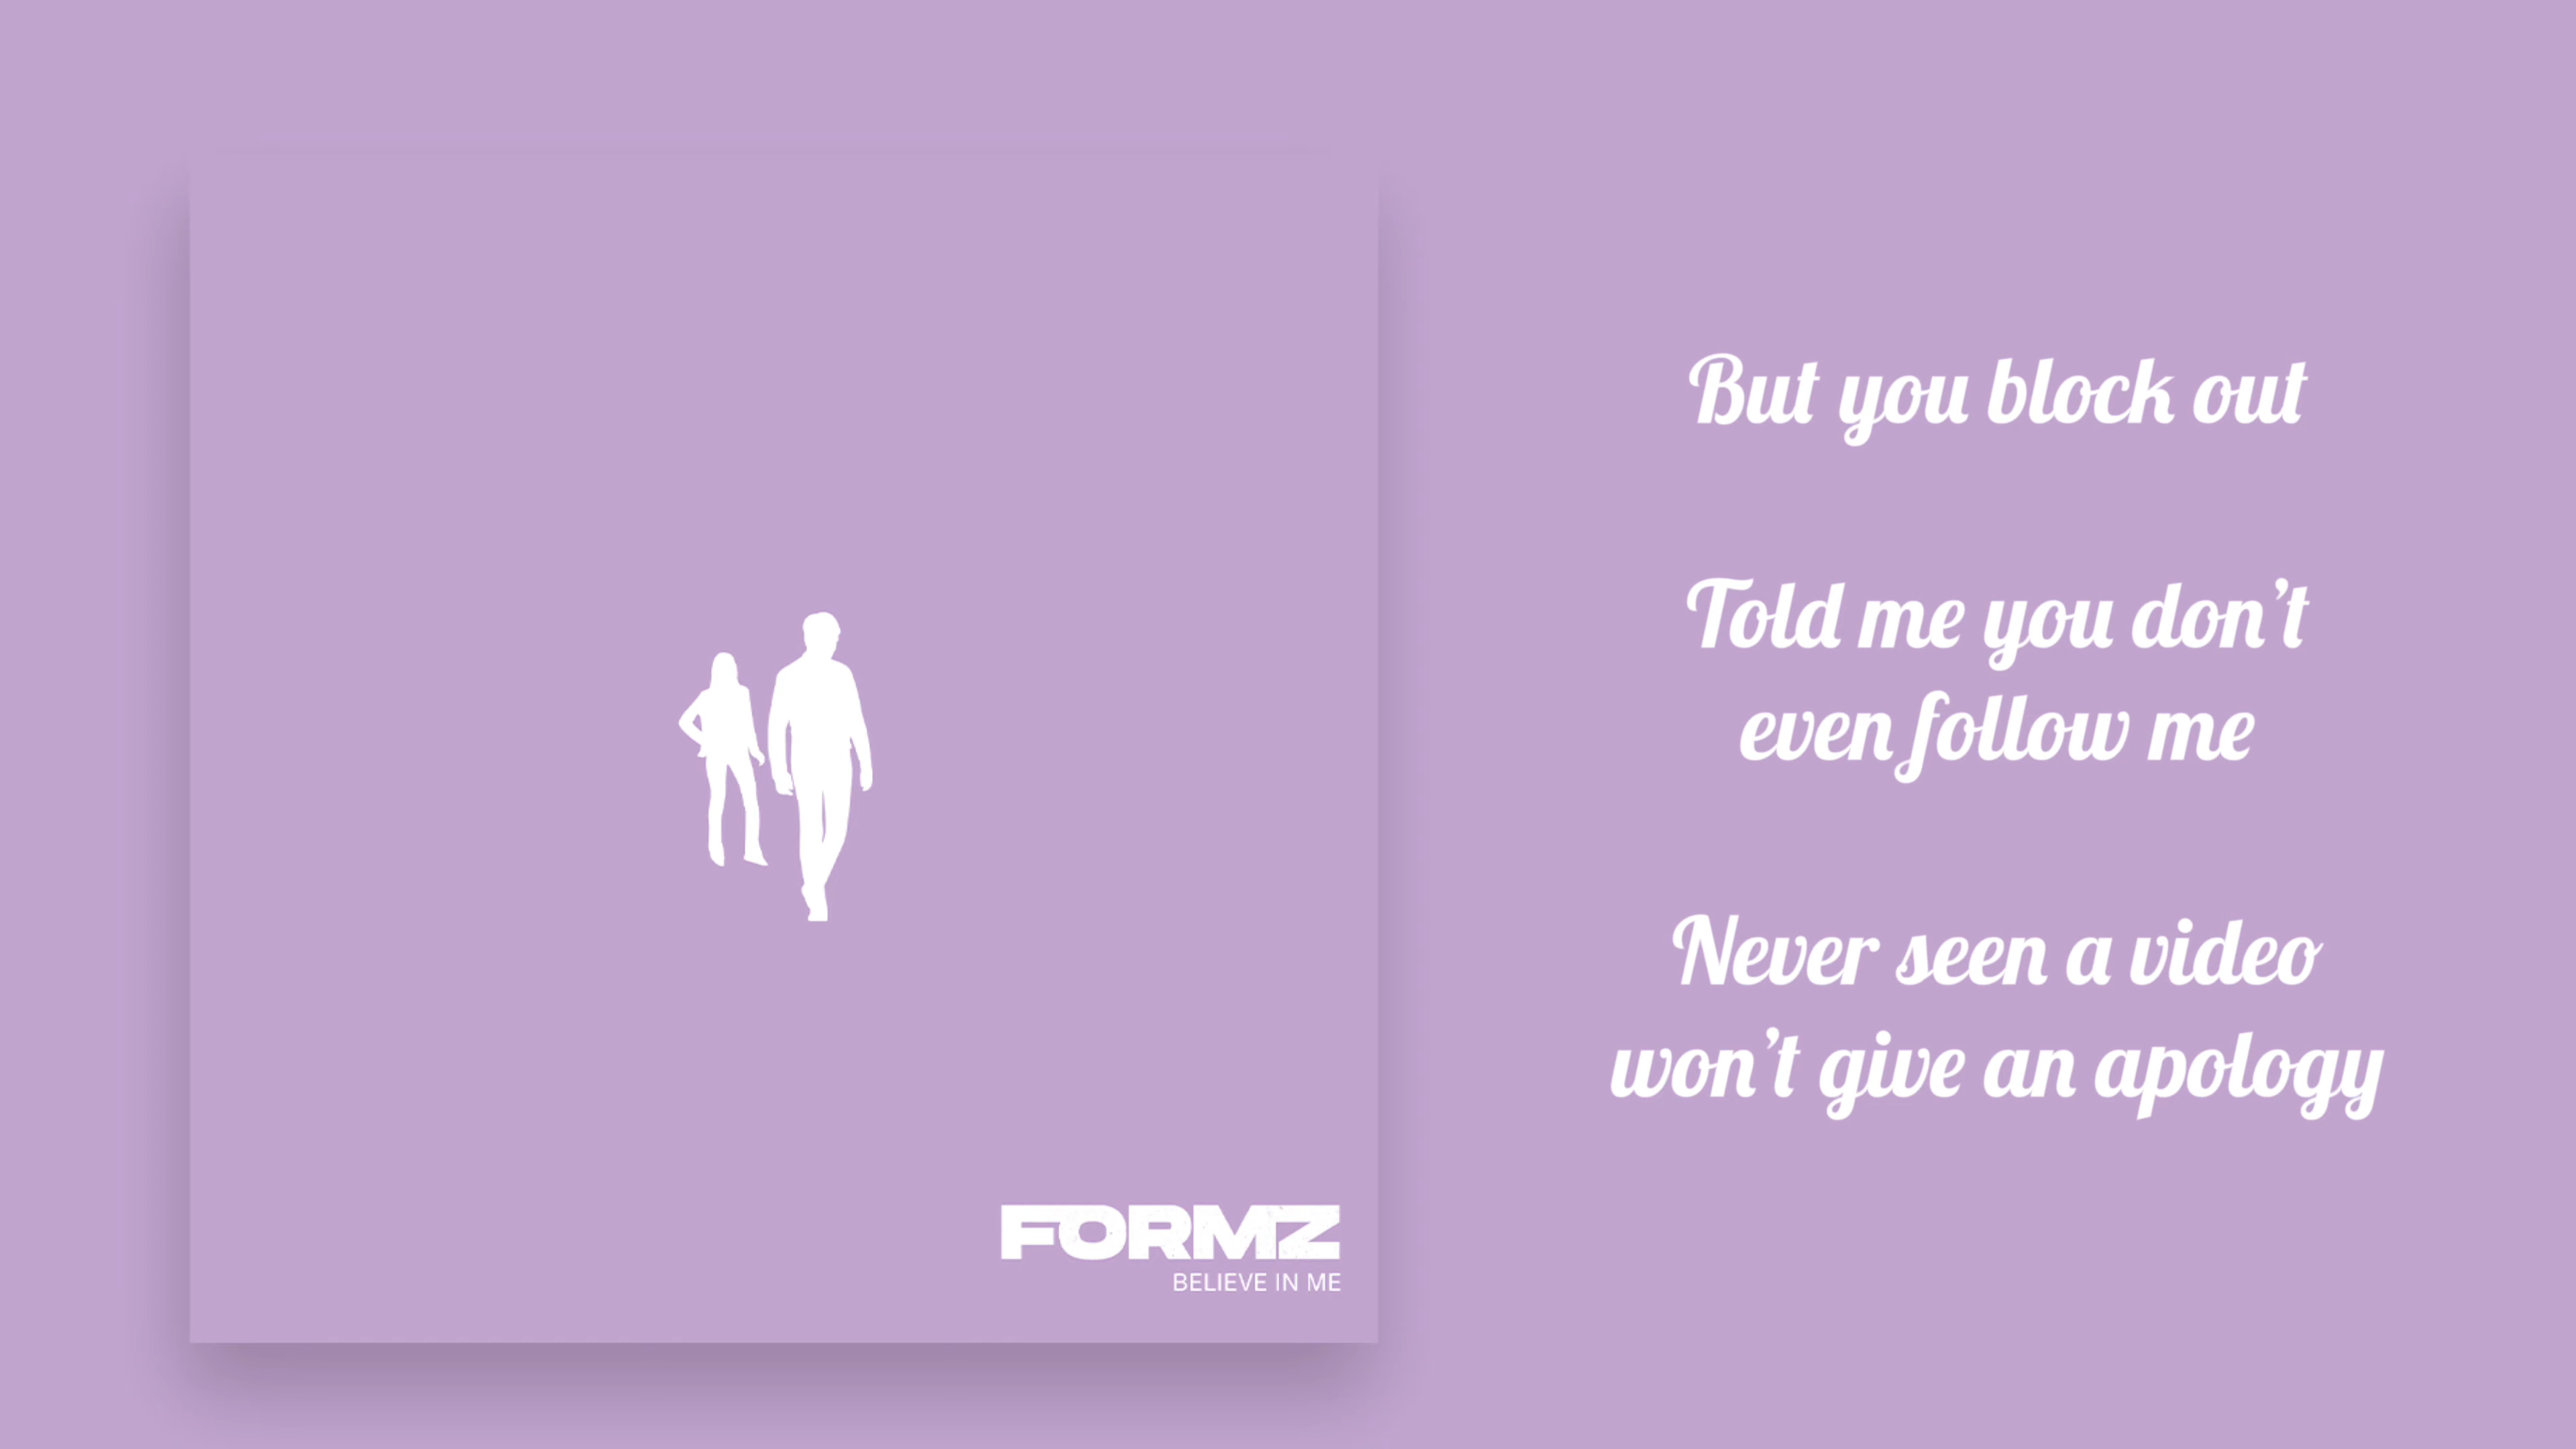 But you block out
Told me you don't
even follow me
Never seen a video
won't give an apology
FORMZ
BELIEVE IN ME